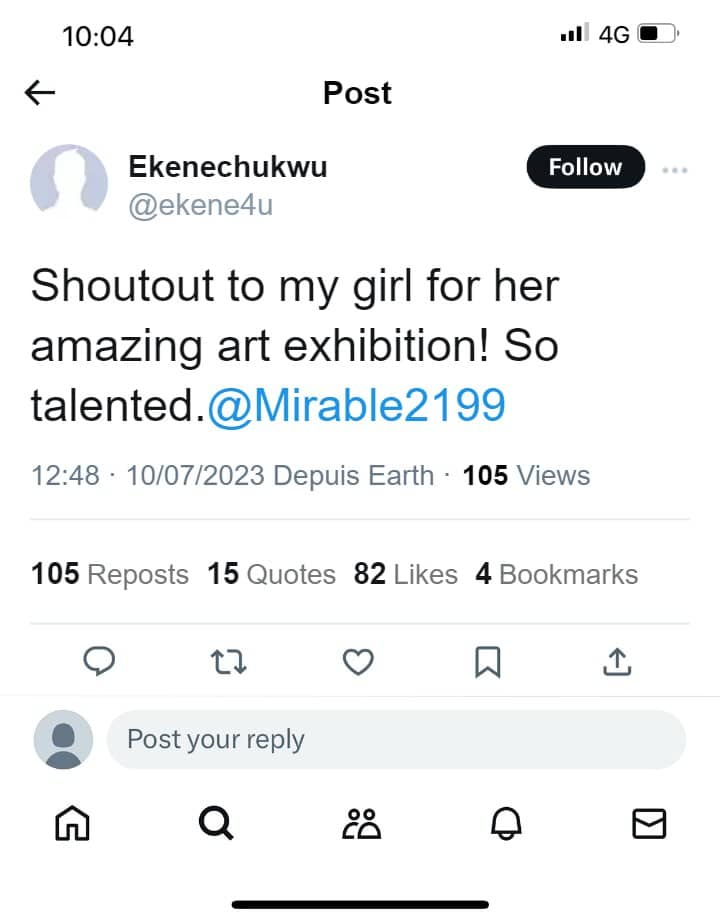 10:04 4G
Post
Ekenechukwu Follow
@ekene4u
Shoutout to my girl for her
amazing art exhibition! So
talented.@Mirable2199
12:48 · 10/07/2023 Depuis Earth · 105 Views
105 Reposts 15 Quotes 82 Likes 4 Bookmarks
Post your reply